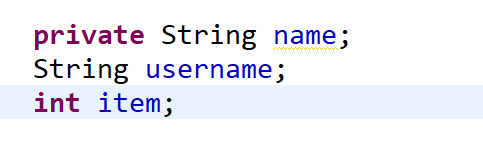 private String name;
String username;
int item;